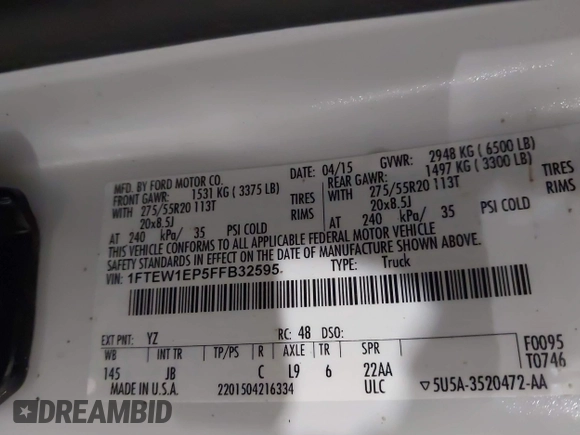 MFD. BY FORD MOTOR CO.
DATE: 04/15 GVWR: 2948 KG ( 6500 LB)
FRONT GAWR: 1531 KG ( 3375 LB)
REAR GAWR: 1497 KG ( 3300 LB)
WITH 275/55R20 113T TIRES
275/55R20 113T TIRES
20x8.5J RIMS
WITH 20x8.5J RIMS
AT 240 kPa/ 35 PSI COLD
AT 240 kPa/ 35 PSI COLD
THIS VEHICLE CONFORMS TO ALL APPLICABLE FEDERAL MOTOR VEHICLE
SAFETY STANDARDS IN EFFECT ON THE DATE OF MANUFACTURE SHOWN ABOVE.
VIN: 1FTEW1EP5FFB32595 TYPE: Truck
EXT PNT: YZ RC: 48 DSO:
WB INT TR TP/PS R AXLE TR
145 JB C L9 6 22AA
F0095
T0746
MADE IN U.S.A. 2201504216334 ULC
▽5U5A-3520472-AA
DREAMBID